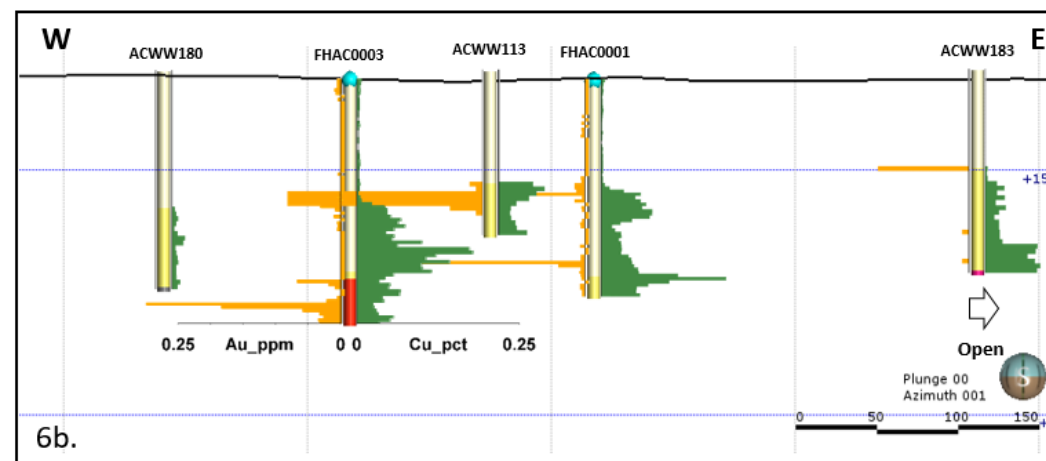 W
E
ACWW180
FHAC0003
ACWW113
FHAC0001
ACWW183
+15
0.25 Au_ppm 0 0 Cu_pct 0.25
Open
S
Plunge 00
Azimuth 001
0 50 100 150
+
6b.